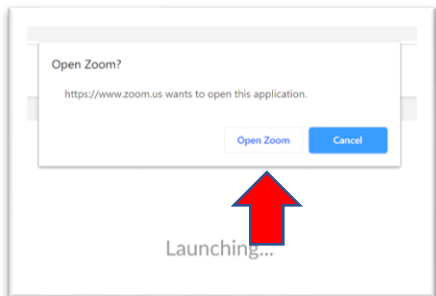 Open Zoom?
https://www.zoom.us wants to open this application.
Open Zoom Cancel
Launching...